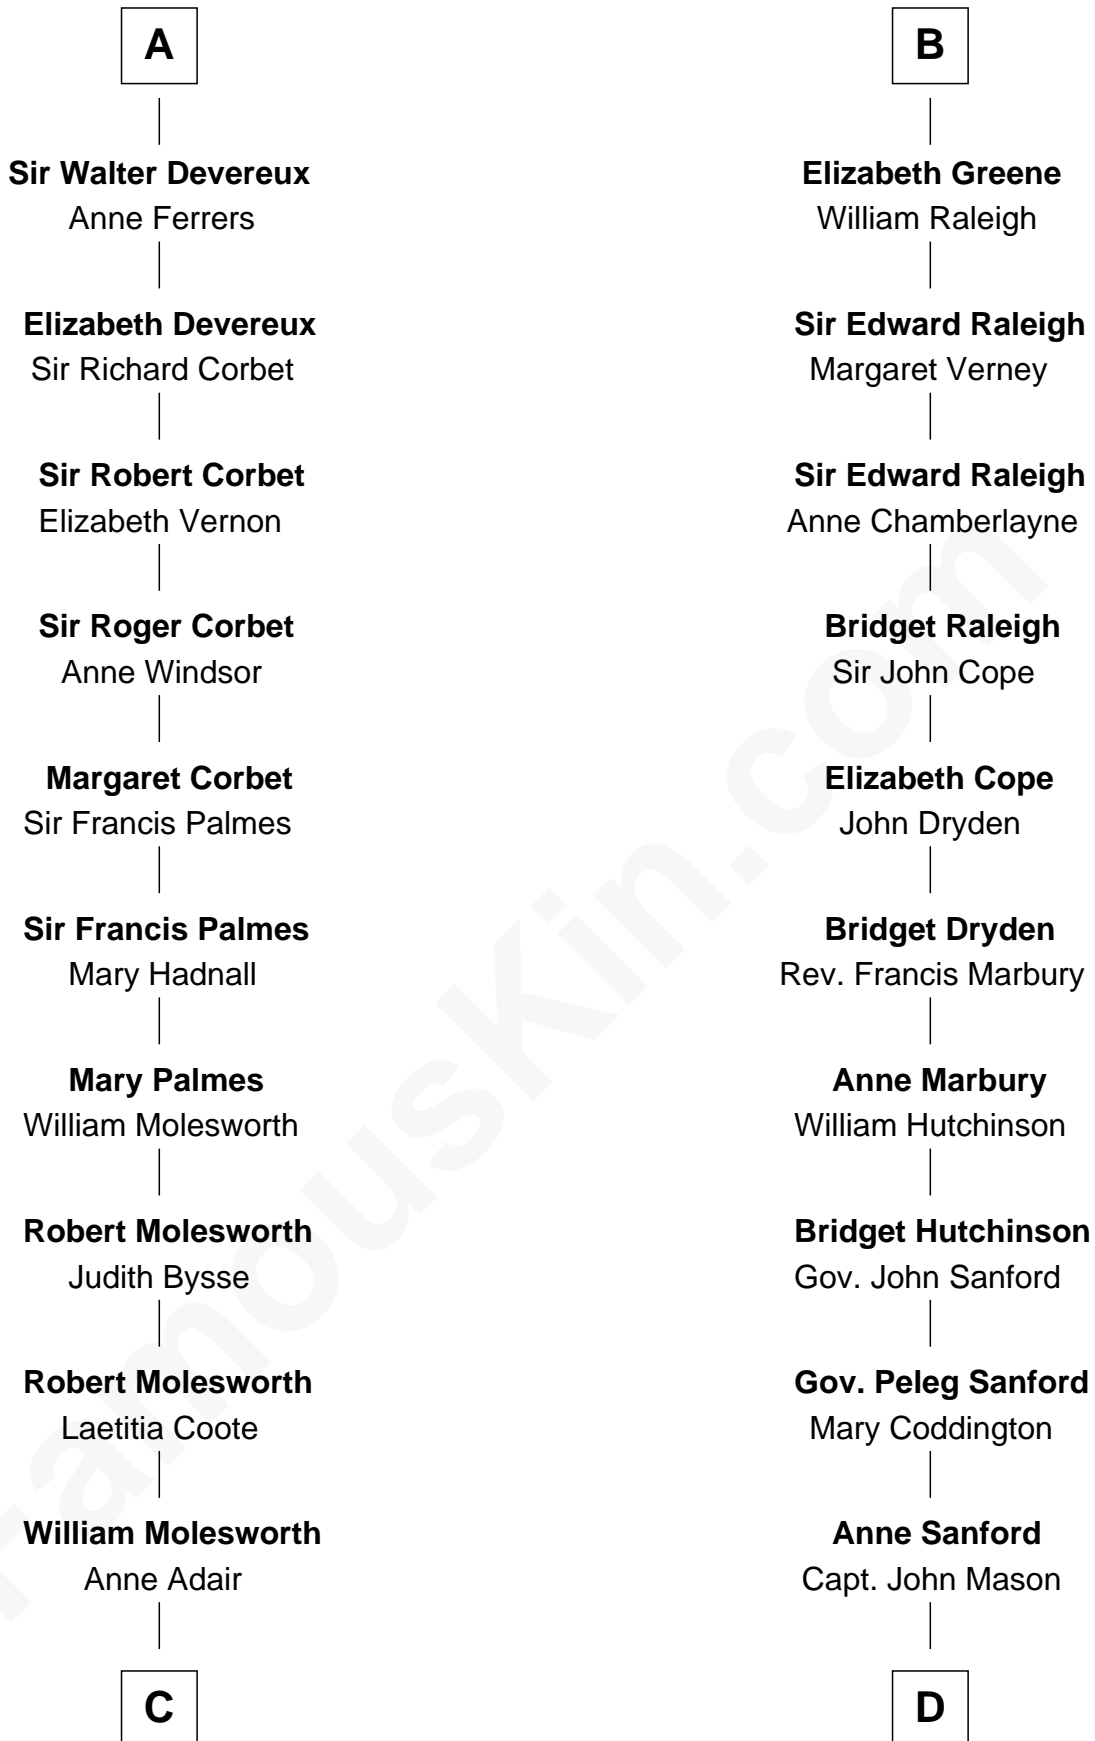 A
Sir Walter Devereux
Anne Ferrers
Elizabeth Devereux
Sir Richard Corbet
Sir Robert Corbet
Elizabeth Vernon
Sir Roger Corbet
Anne Windsor
Margaret Corbet
Sir Francis Palmes
Sir Francis Palmes
Mary Hadnall
Mary Palmes
William Molesworth
Robert Molesworth
Judith Bysse
Robert Molesworth
Laetitia Coote
William Molesworth
Anne Adair
C
B
Elizabeth Greene
William Raleigh
Sir Edward Raleigh
Margaret Verney
Sir Edward Raleigh
Anne Chamberlayne
Bridget Raleigh
Sir John Cope
Elizabeth Cope
John Dryden
Bridget Dryden
Rev. Francis Marbury
Anne Marbury
William Hutchinson
Bridget Hutchinson
Gov. John Sanford
Gov. Peleg Sanford
Mary Coddington
Anne Sanford
Capt. John Mason
D
FamousKin.com